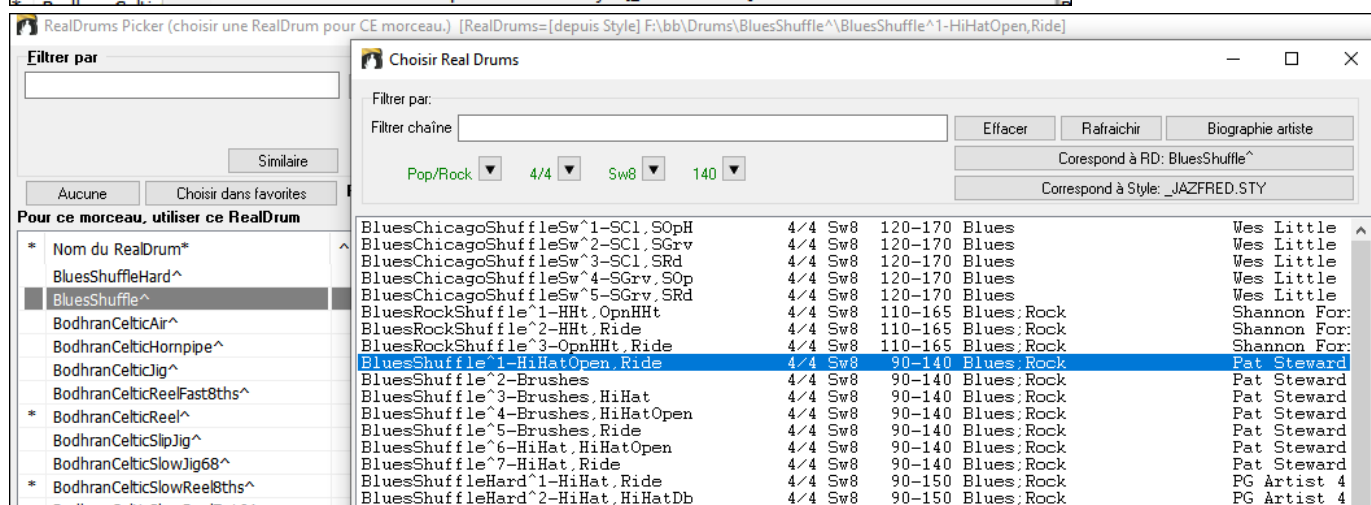 RealDrums Picker (choisir une RealDrum pour CE morceau.) [RealDrums=[depuis Style] F:\bb\Drums\BluesShuffle^\BluesShuffle^1-HiHatOpen,Ride]
Filtrer par
Similaire
Aucune Choisir dans favorites
Pour ce morceau, utiliser ce RealDrum
* Nom du RealDrum*
BluesShuffleHard^
BluesShuffle^
BodhranCelticAir^
BodhranCelticHornpipe^
BodhranCelticJig^
BodhranCelticReelFast8ths^
* BodhranCelticReel^
BodhranCelticSlipJig^
BodhranCelticSlowJig68^
* BodhranCelticSlowReel8ths^
Choisir Real Drums
Filtrer par:
Filtrer chaîne Effacer Rafraichir Biographie artiste
Corespond à RD: BluesShuffle^
Pop/Rock 4/4 Sw8 140
Correspond à Style: _JAZFRED.STY
BluesChicagoShuffleSw^1-SCl,SOpH 4/4 Sw8 120-170 Blues Wes Little
BluesChicagoShuffleSw^2-SCl,SGrv 4/4 Sw8 120-170 Blues Wes Little
BluesChicagoShuffleSw^3-SCl,SRd 4/4 Sw8 120-170 Blues Wes Little
BluesChicagoShuffleSw^4-SGrv,SOp 4/4 Sw8 120-170 Blues Wes Little
BluesChicagoShuffleSw^5-SGrv,SRd 4/4 Sw8 120-170 Blues Wes Little
BluesRockShuffle^1-HHt,OpnHHt 4/4 Sw8 110-165 Blues;Rock Shannon For
BluesRockShuffle^2-HHt,Ride 4/4 Sw8 110-165 Blues;Rock Shannon For
BluesRockShuffle^3-OpnHHt,Ride 4/4 Sw8 110-165 Blues;Rock Shannon For
BluesShuffle^1-HiHatOpen,Ride 4/4 Sw8 90-140 Blues;Rock Pat Steward
BluesShuffle^2-Brushes 4/4 Sw8 90-140 Blues;Rock Pat Steward
BluesShuffle^3-Brushes,HiHat 4/4 Sw8 90-140 Blues;Rock Pat Steward
BluesShuffle^4-Brushes,HiHatOpen 4/4 Sw8 90-140 Blues;Rock Pat Steward
BluesShuffle^5-Brushes,Ride 4/4 Sw8 90-140 Blues;Rock Pat Steward
BluesShuffle^6-HiHat,HiHatOpen 4/4 Sw8 90-140 Blues;Rock Pat Steward
BluesShuffle^7-HiHat,Ride 4/4 Sw8 90-140 Blues;Rock Pat Steward
BluesShuffleHard^1-HiHat,Ride 4/4 Sw8 90-150 Blues;Rock PG Artist 4
BluesShuffleHard^2-HiHat,HiHatDb 4/4 Sw8 90-150 Blues;Rock PG Artist 4